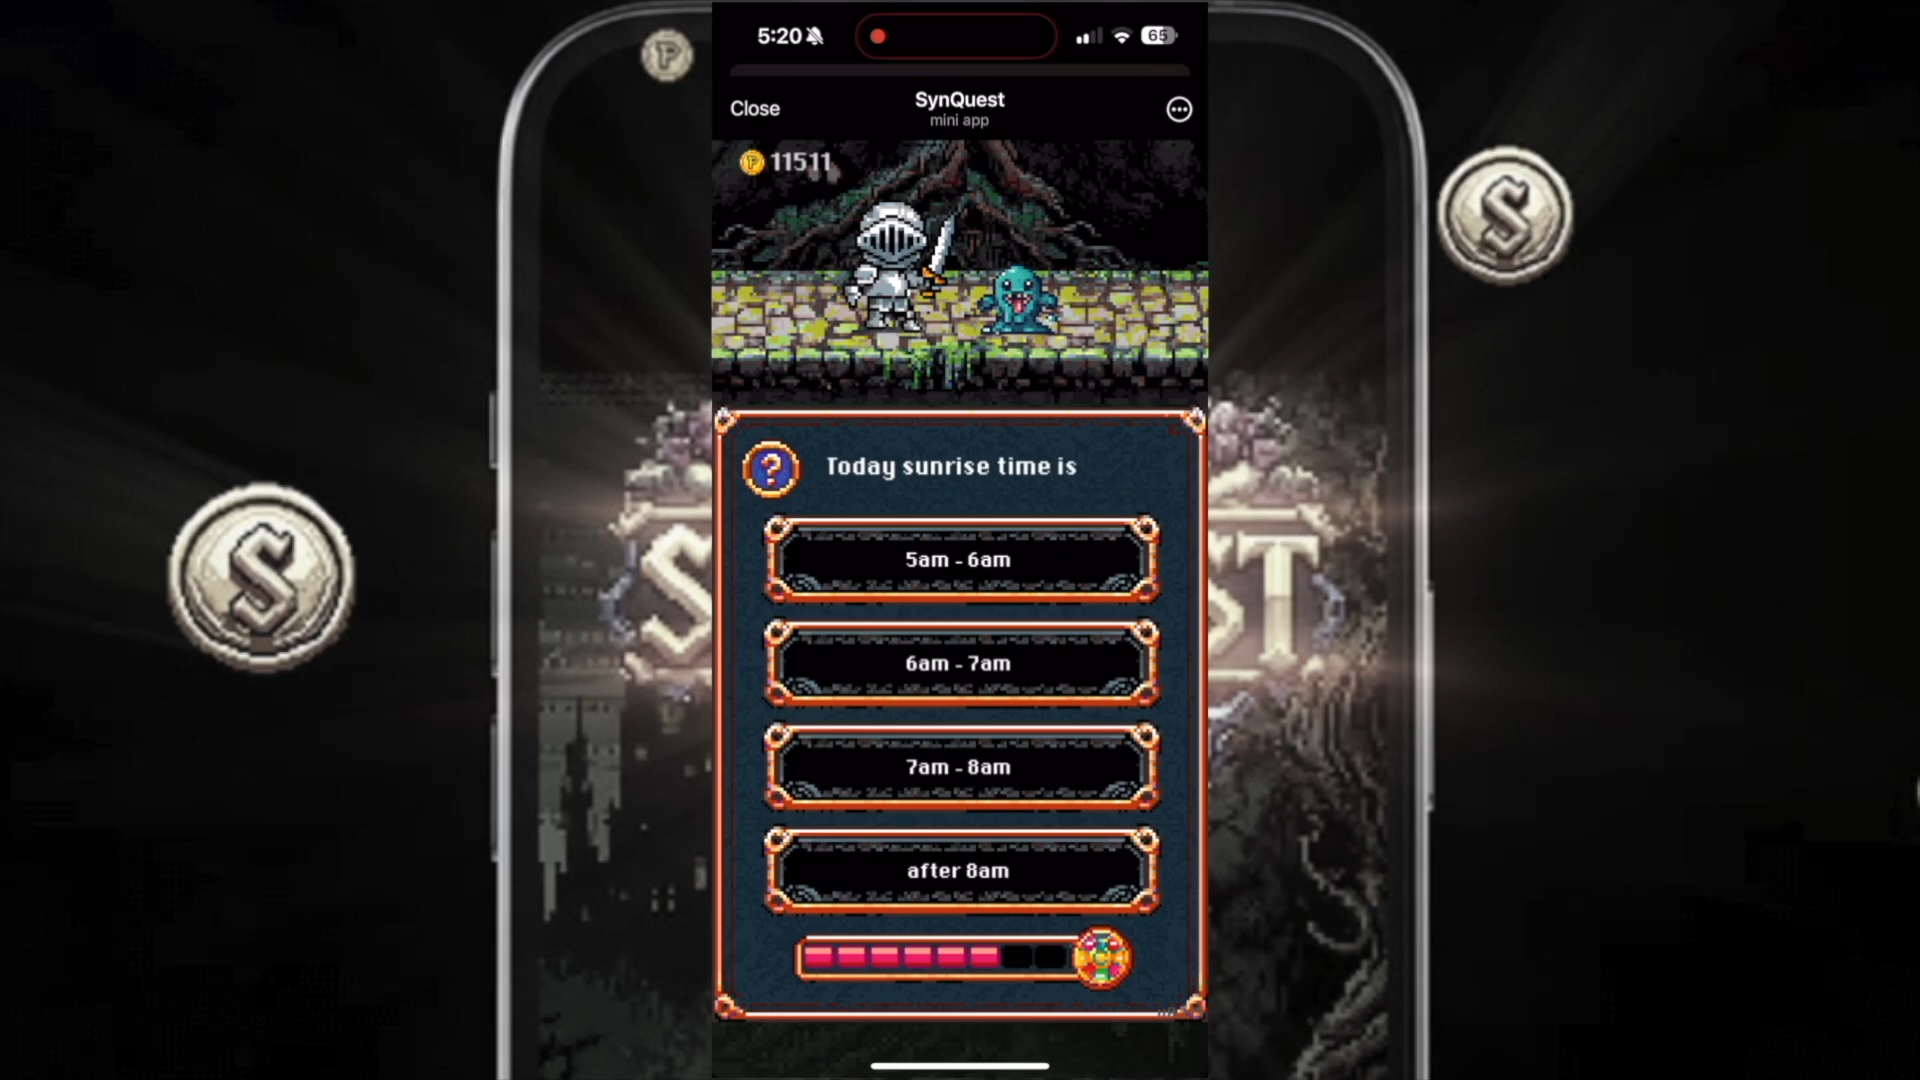 5:20
65
Close
SynQuest
mini app
P
11511
Today sunrise time is
5am - 6am
6am - 7am
7am - 8am
after 8am
P
S
S
S
ST